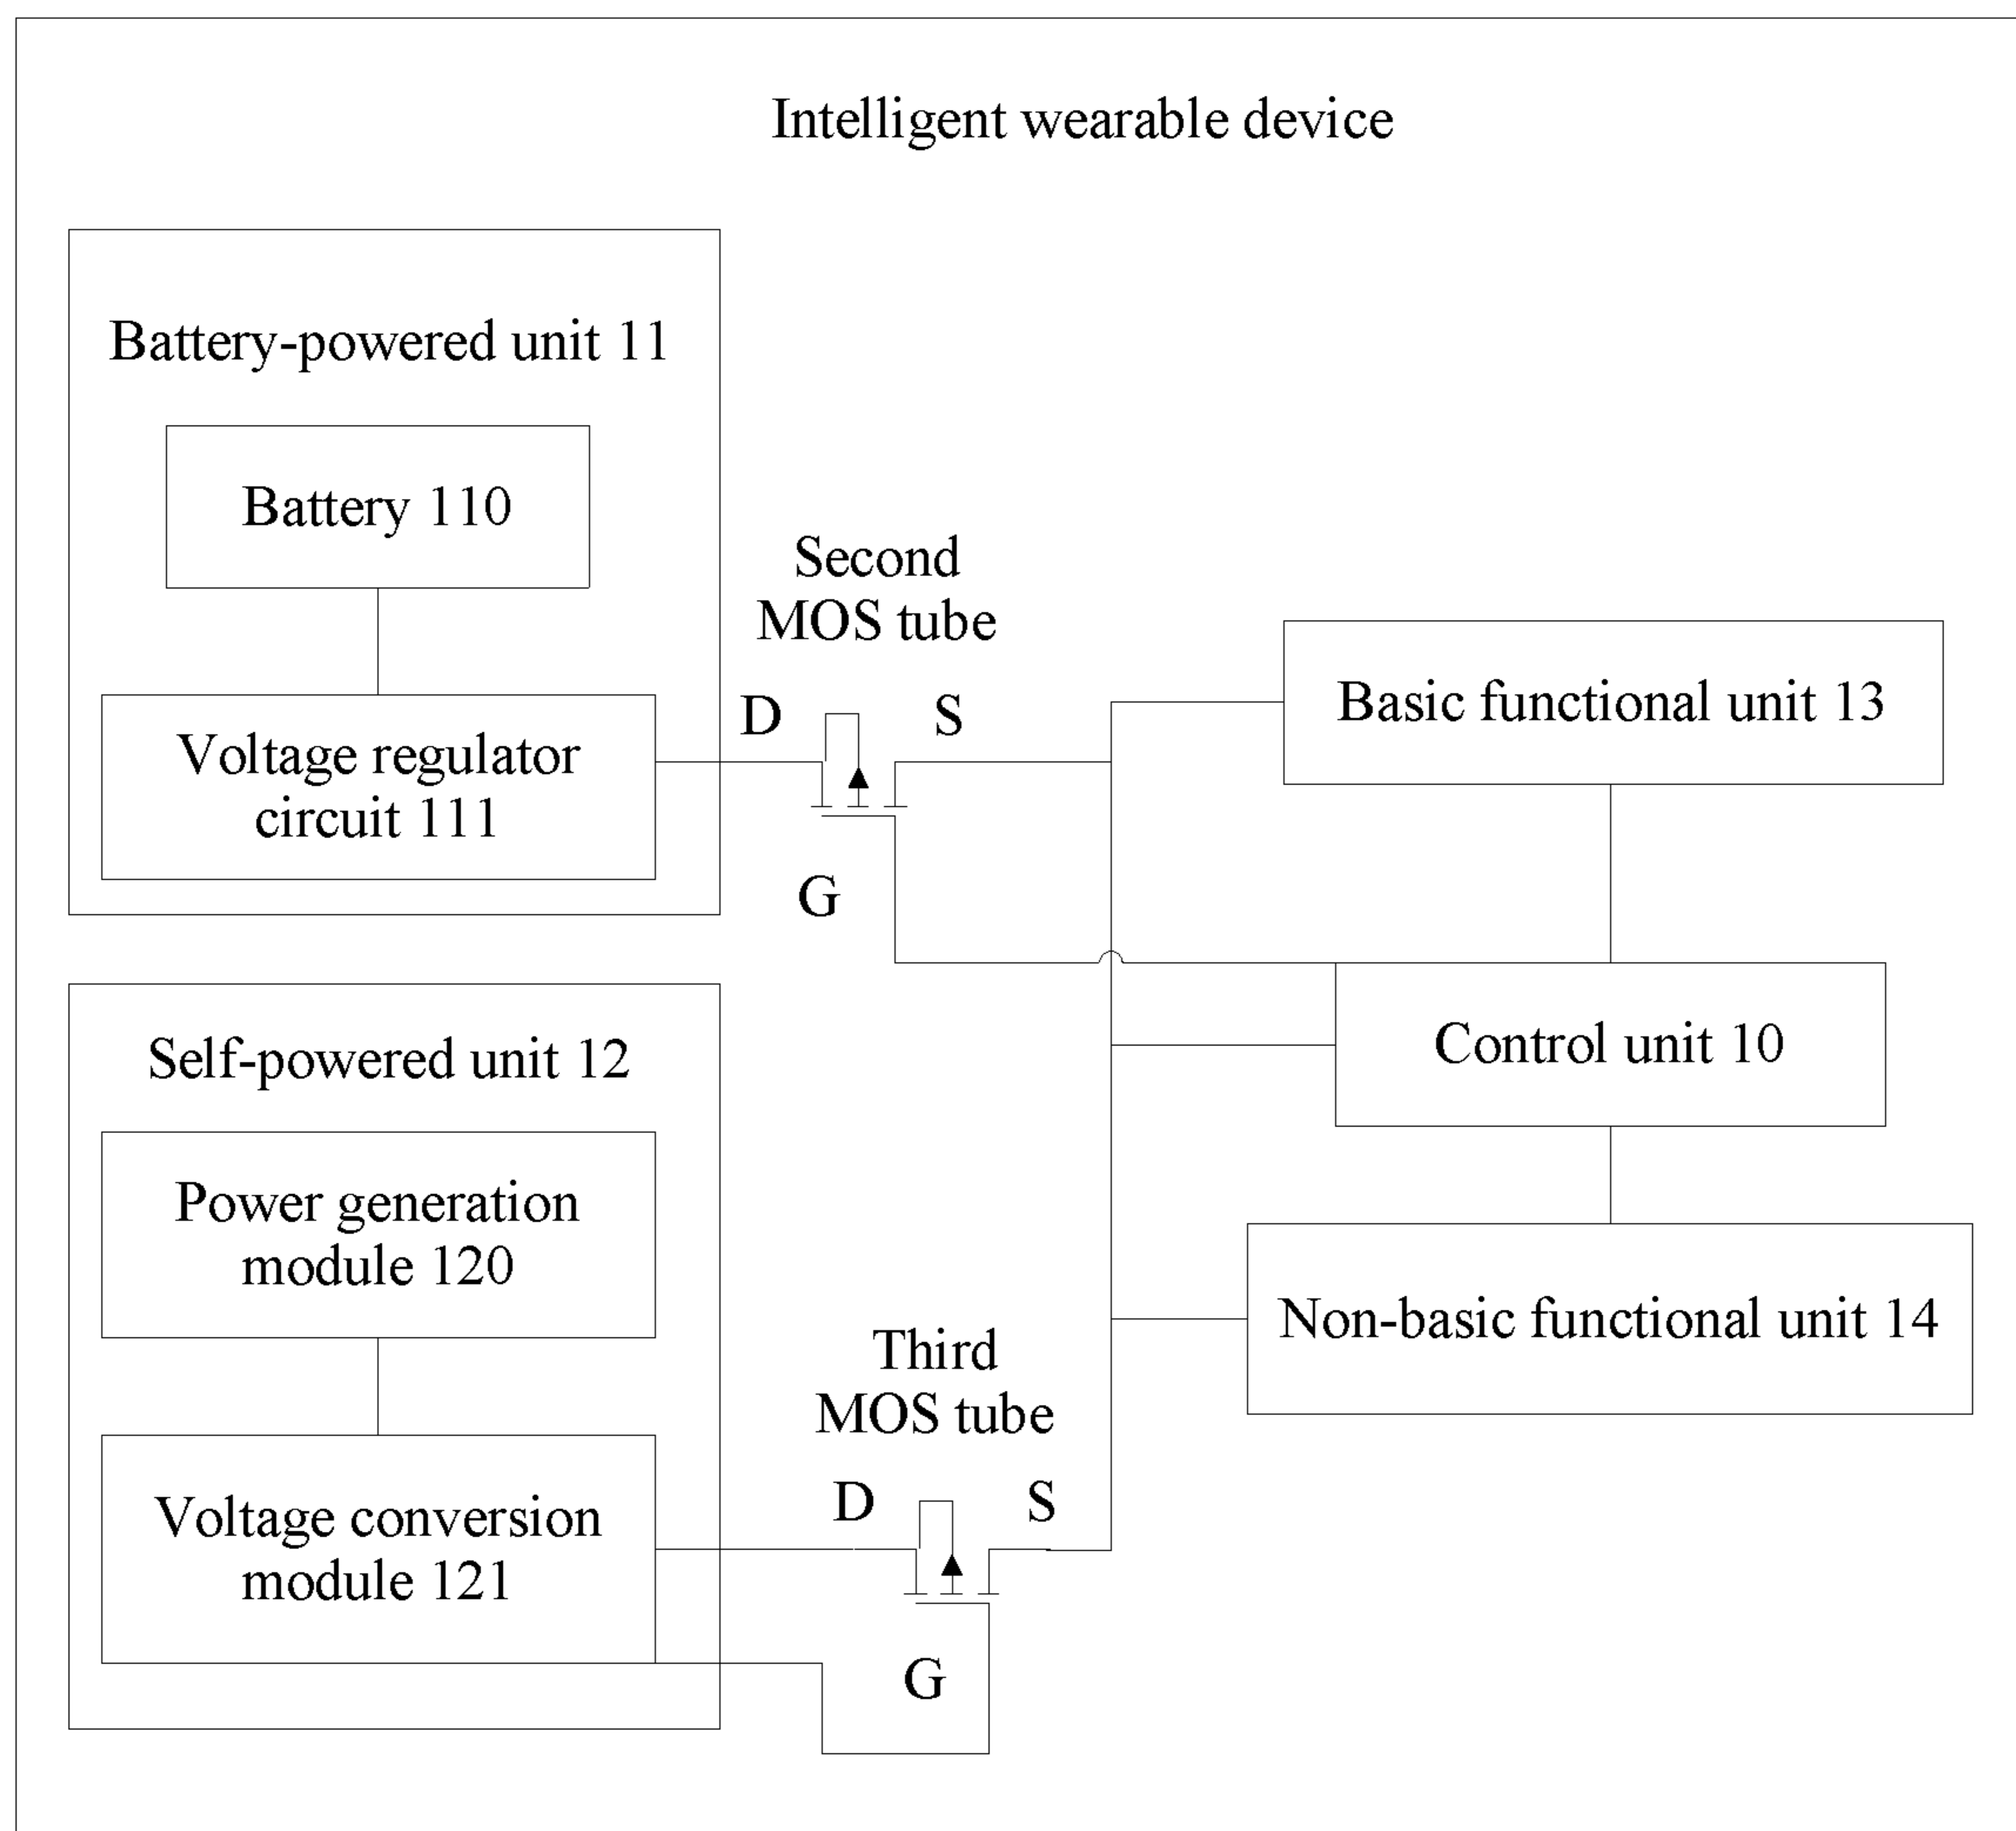 Intelligent wearable device
Battery-powered unit 11
Battery 110
Voltage regulator
circuit 111
Second
MOS tube
D
S
G
Basic functional unit 13
Control unit 10
Non-basic functional unit 14
Self-powered unit 12
Power generation
module 120
Voltage conversion
module 121
Third
MOS tube
D
S
G